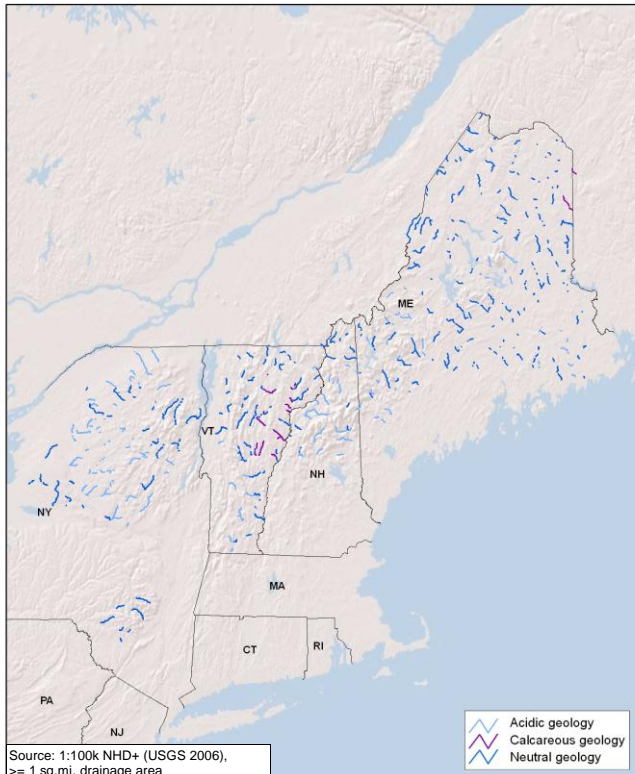 ME
VT
NH
NY
MA
CT
RI
PA
NJ
Acidic geology
Calcareous geology
Neutral geology
Source: 1:100k NHD+ (USGS 2006),
>= 1 sq.mi. drainage area